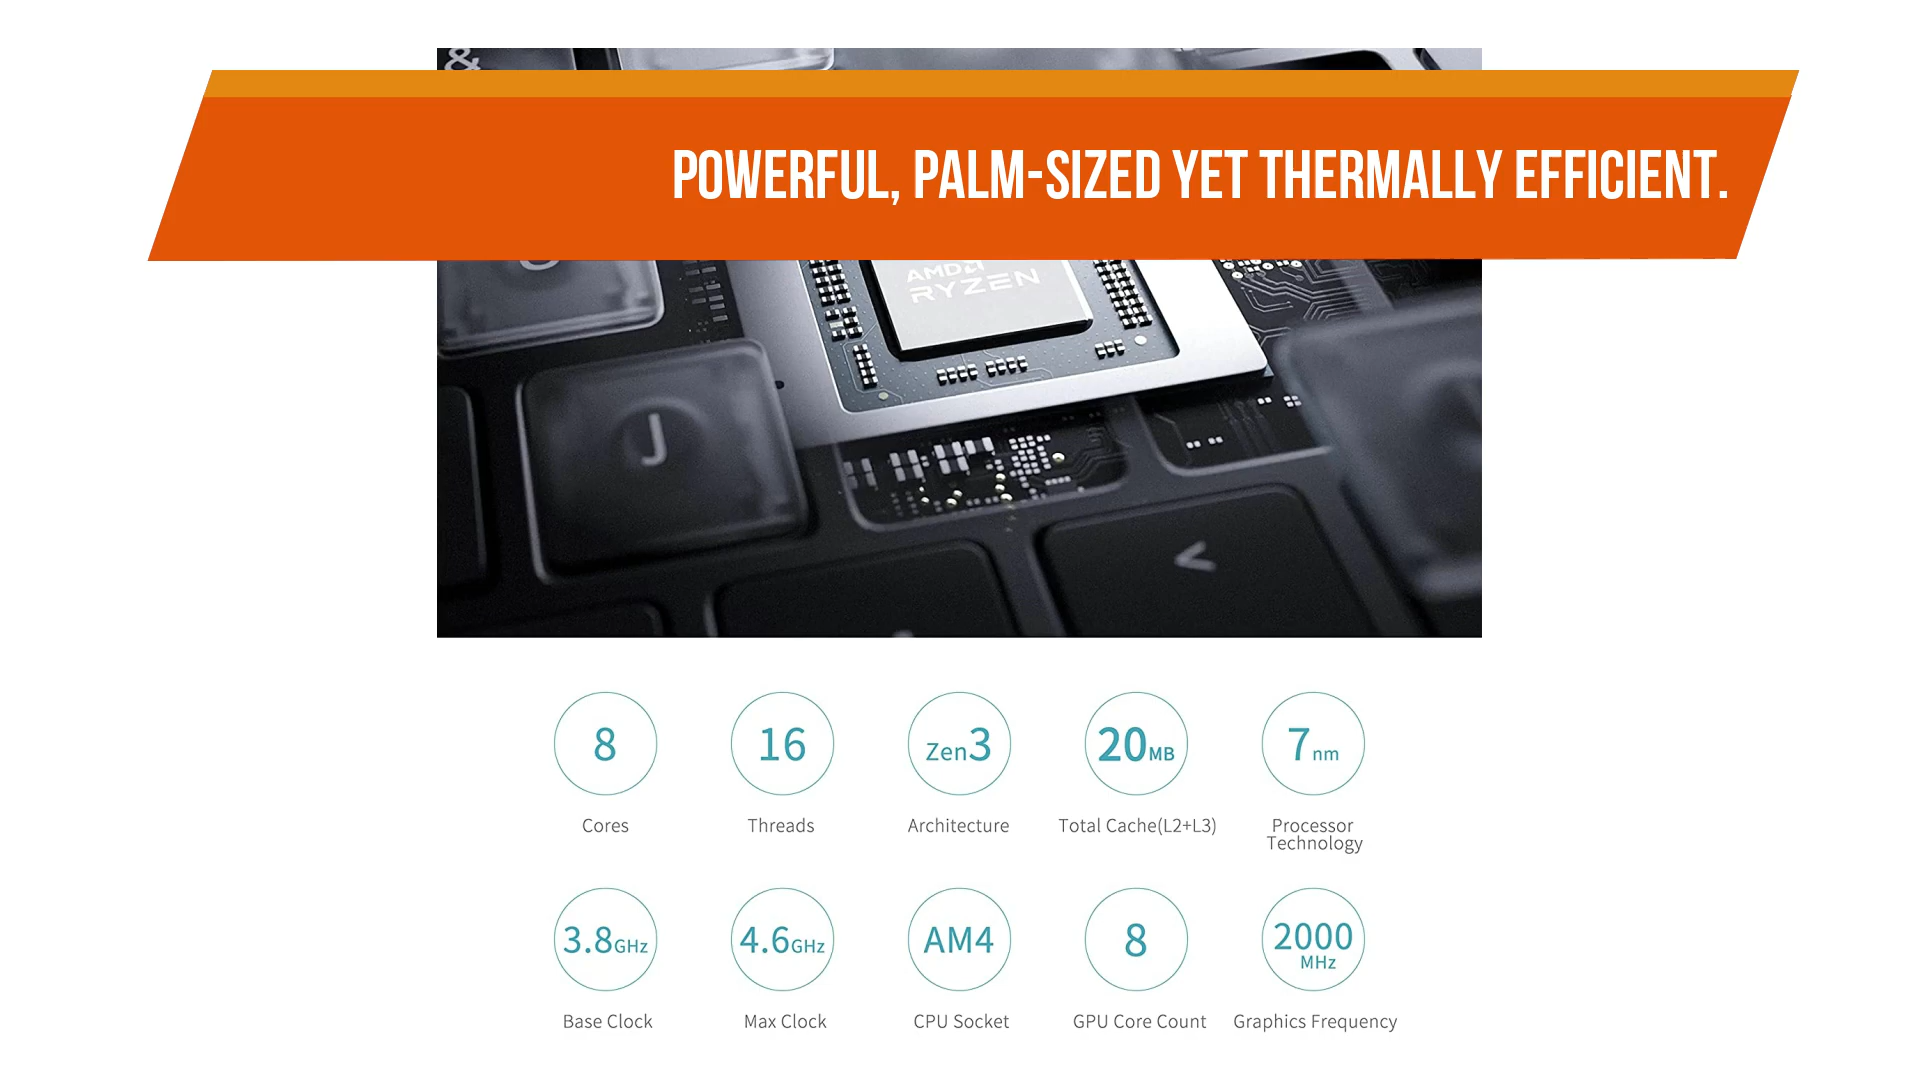 &
POWERFUL, PALM-SIZED YET THERMALLY EFFICIENT.
AMD
RYZEN
J
<
8
16
Zen3
20MB
7nm
Cores
Threads
Architecture
Total Cache(L2+L3)
Processor
Technology
3.8GHz
4.6GHz
AM4
8
2000
MHz
Base Clock
Max Clock
CPU Socket
GPU Core Count
Graphics Frequency